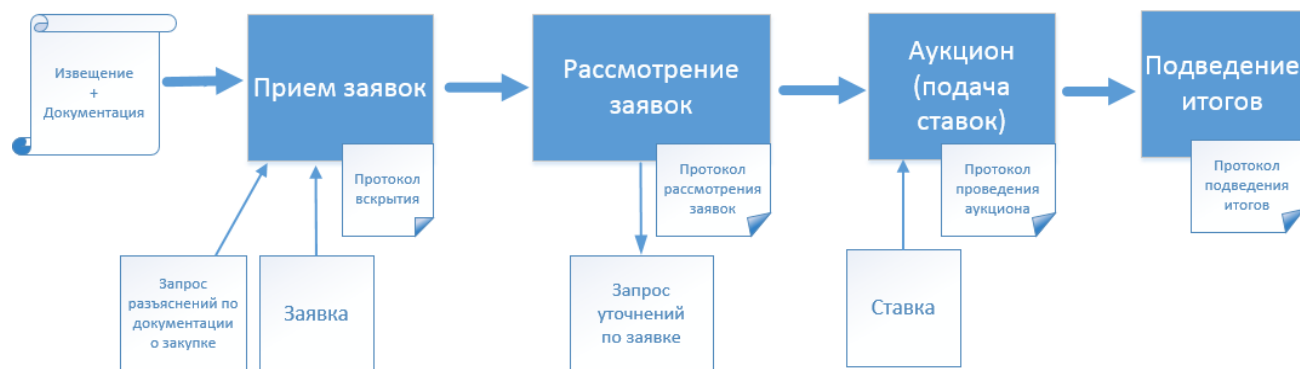 Извещение
+
Документация
Прием заявок
Рассмотрение
заявок
Аукцион
(подача
ставок)
Подведение
итогов
Протокол
вскрытия
Протокол
рассмотрения
заявок
Протокол
проведения
аукциона
Протокол
подведения
итогов
Запрос
разъяснений по
документации
о закупке
Заявка
Запрос
уточнений
по заявке
Ставка